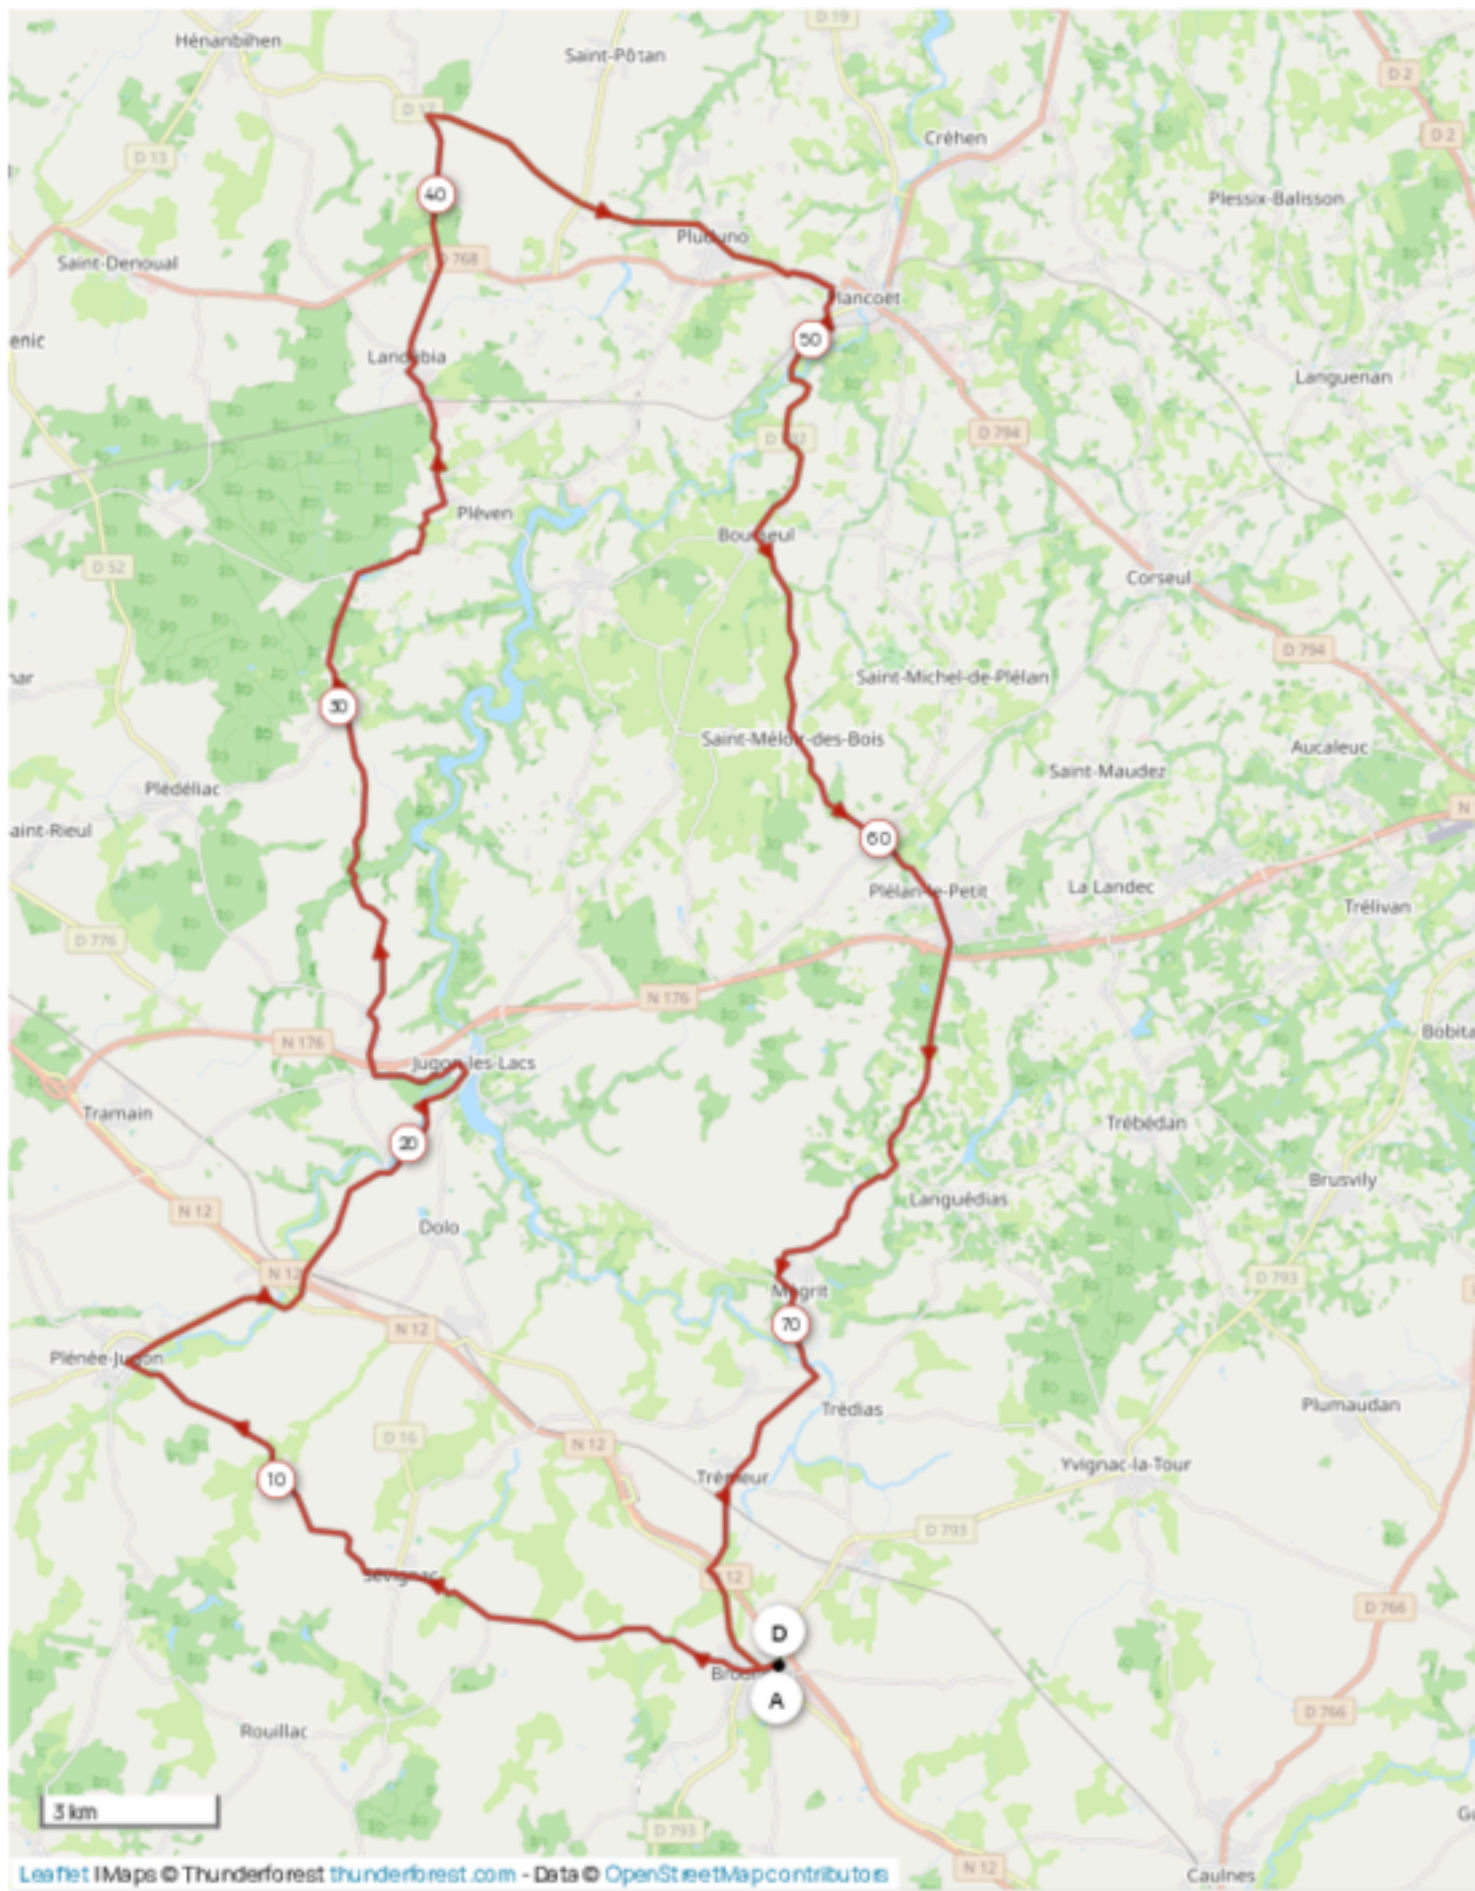 D 19
Hénanbihen
Saint-Pôtan
D 2
D 17
D 2
Créhen
D 13
40
Plessix-Balisson
Pluduno
D 768
Saint-Denoual
Plancoët
50
enic
Landébia
Languenan
D 794
Pléven
Bourseul
D 52
Corseul
D 794
Saint-Michel-de-Plélan
30
Saint-Méloir-des-Bois
Aucaleuc
Saint-Maudez
Plédéliac
N
aint-Rieul
60
La Landec
Plélan-le-Petit
Trélivan
D 776
N 176
Bobita
N 176
Jugon-les-Lacs
Tramain
Trébédan
20
Brusvily
Languédias
N 12
Dolo
N 12
D 793
Mégrit
70
N 12
Plénée-Jugon
Plumaudan
Trédias
D 16
N 12
Yvignac-la-Tour
Trémeur
10
D 793
Sévignac
12
D 766
D
Broons
A
D 766
Rouillac
3 km
D 793
N 12
Caulnes
Leaflet | Maps © Thunderforest thunderforest.com - Data © OpenStreetMap contributors